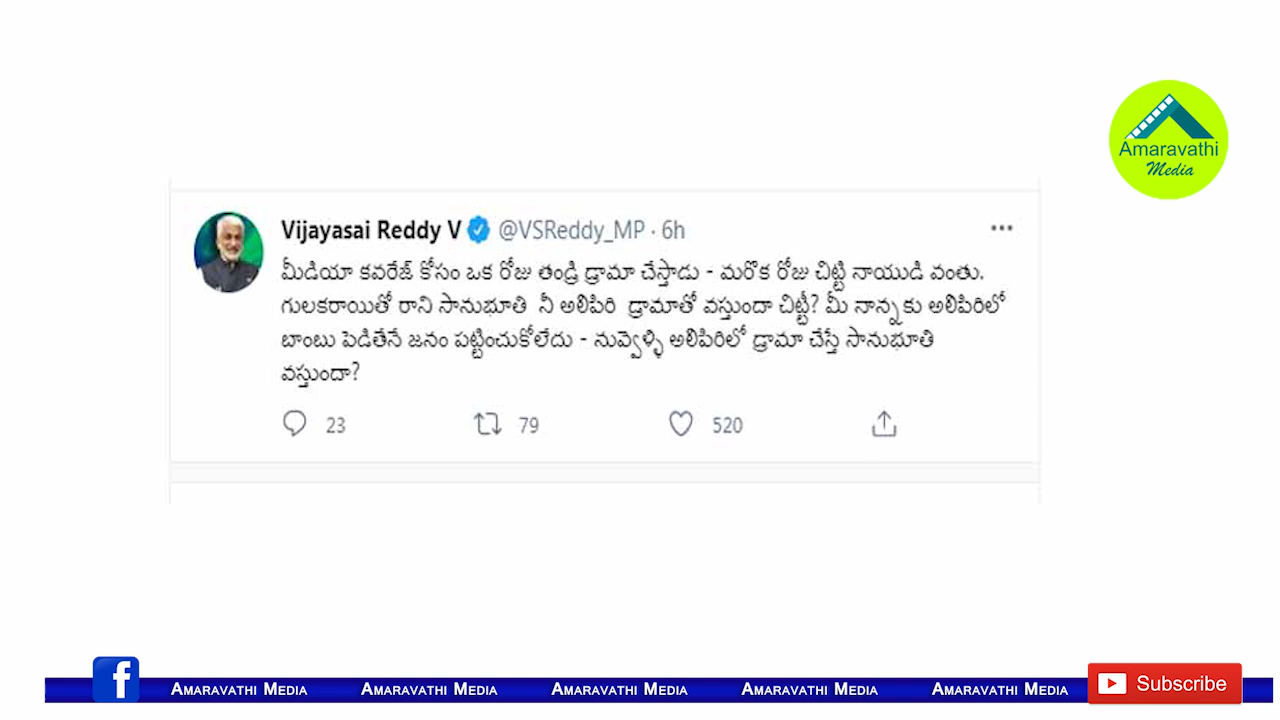 Amaravathi
Media
Vijayasai Reddy V @VSReddy_MP · 6h
మీడియా కవరేజ్ కోసం ఒక రోజు తండ్రి డ్రామా చేస్తాడు - మరొక రోజు చిట్టి నాయుడి వంతు.
గులకరాయితో రాని సానుభూతి నీ అలిపిరి డ్రామాతో వస్తుందా చిట్టీ? మీ నాన్నకు అలిపిరిలో
బాంబు పెడితేనే జనం పట్టించుకోలేదు - నువ్వెళ్ళి అలిపిరిలో డ్రామా చేస్తే సానుభూతి
వస్తుందా?
23 79 520
f Amaravathi Media Amaravathi Media Amaravathi Media Amaravathi Media Amaravathi Media Subscribe